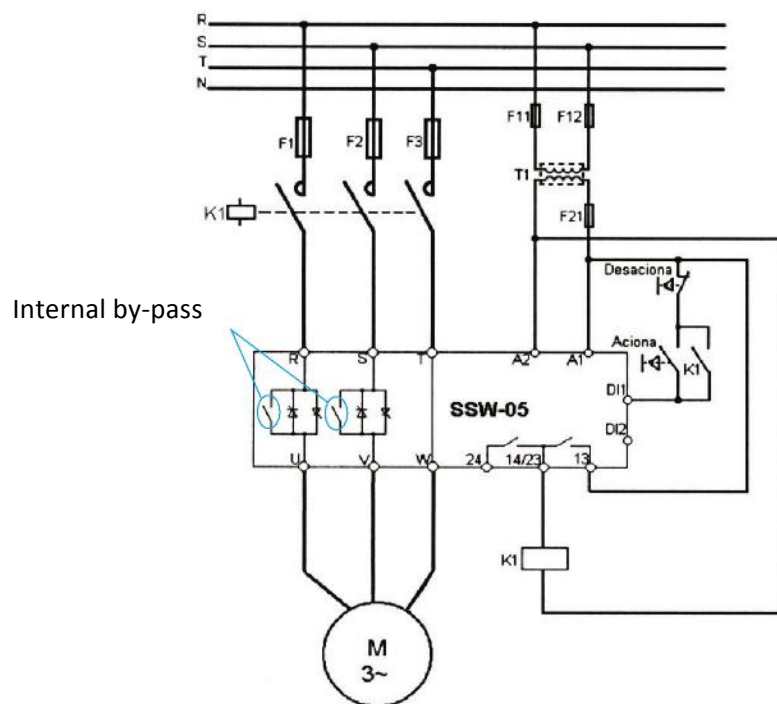 R
S
T
N
F1
F2
F3
F11
F12
T1
F21
K1
Desaciona
Internal by-pass
Aciona
K1
R
S
T
A2
A1
SSW-05
DI1
DI2
U
V
W
24
14/23
13
K1
M
3~